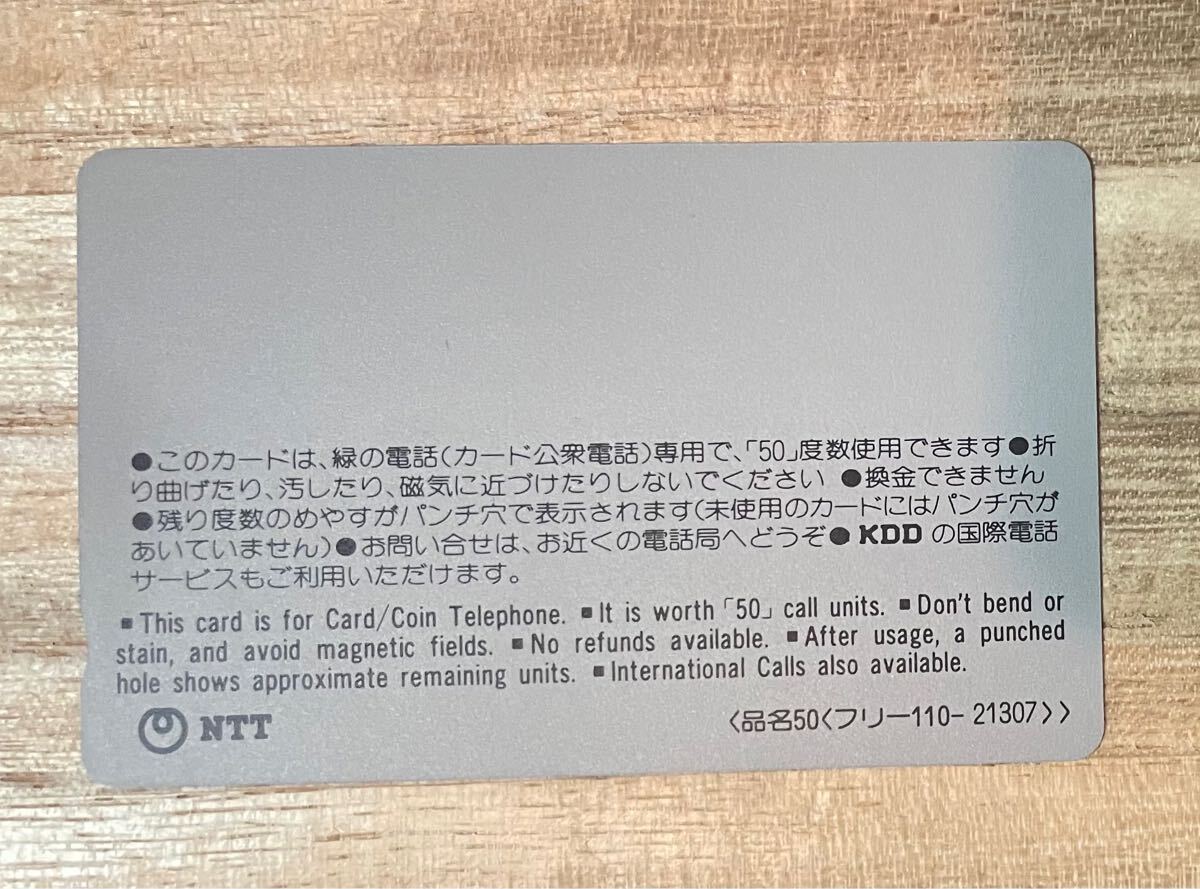 ●このカードは、緑の電話(カード公衆電話)専用で、「50」度数使用できます●折
り曲げたり、汚したり、磁気に近づけたりしないでください ●換金できません
●残り度数のめやすがパンチ穴で表示されます(未使用のカードにはパンチ穴が
あいていません)●お問い合せは、お近くの電話局へどうぞ● KDD の国際電話
サービスもご利用いただけます。
■This card is for Card/Coin Telephone. ■It is worth「50」call units. ■Don't bend or
stain, and avoid magnetic fields. ■No refunds available. ■After usage, a punched
hole shows approximate remaining units. ■International Calls also available.
NTT
〈品名50〈フリー110- 21307〉〉